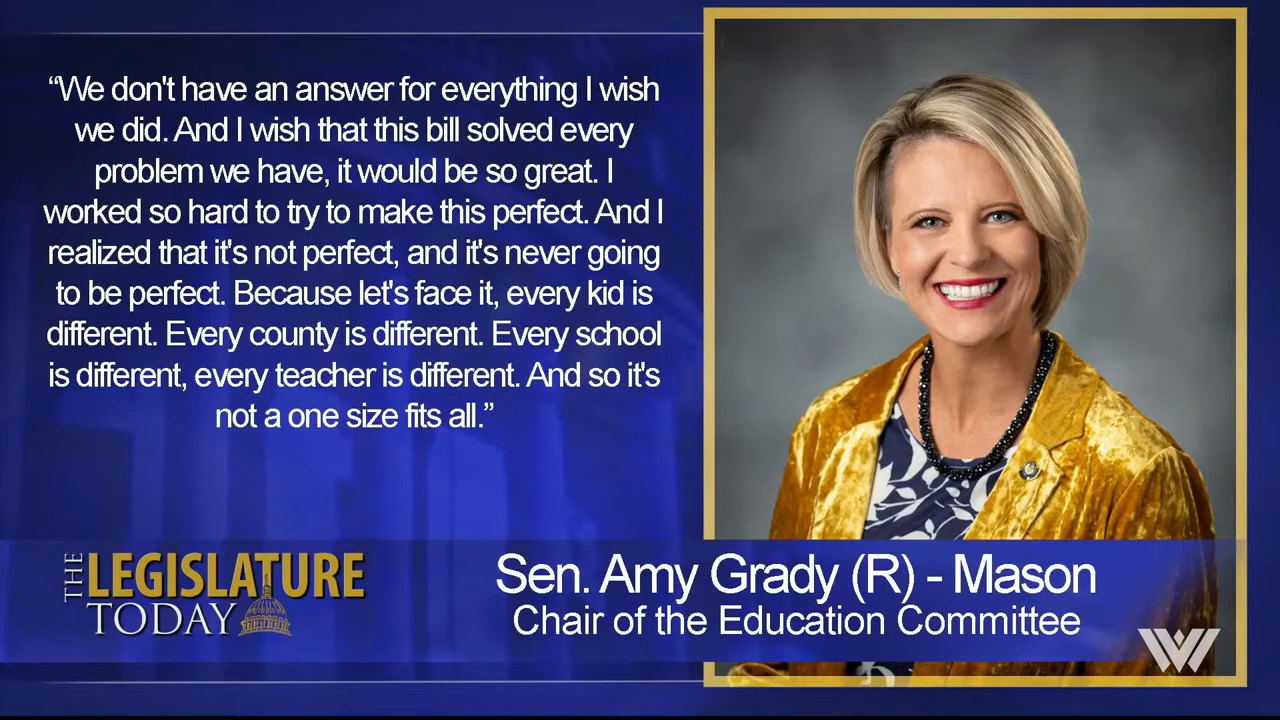 “We don't have an answer for everything I wish
we did. And I wish that this bill solved every
problem we have, it would be so great. I
worked so hard to try to make this perfect. And I
realized that it's not perfect, and it's never going
to be perfect. Because let's face it, every kid is
different. Every county is different. Every school
is different, every teacher is different. And so it's
not a one size fits all.”
THE LEGISLATURE
TODAY
Sen. Amy Grady (R) - Mason
Chair of the Education Committee
W